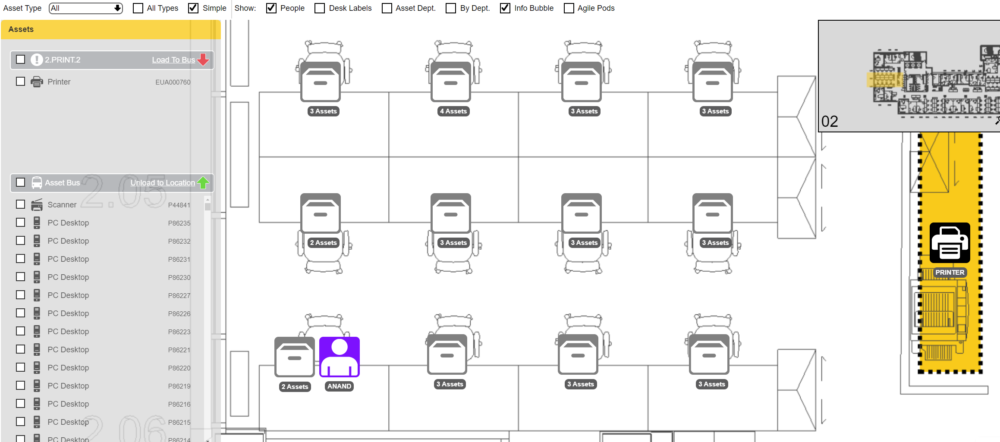 Asset Type All All Types Simple Show: People Desk Labels Asset Dept. By Dept. Info Bubble Agile Pods
Assets
2.PRINT.2 Load To Bus
Printer EUA000760
Asset Bus Unload to Location
2.05
Scanner P44841
PC Desktop P86235
PC Desktop P86232
PC Desktop P86231
PC Desktop P86230
PC Desktop P86227
PC Desktop P86226
PC Desktop P86223
PC Desktop P86221
PC Desktop P86220
PC Desktop P86219
PC Desktop P86216
PC Desktop P86215
2.06
PC Desktop P86214
3 Assets 4 Assets 3 Assets 3 Assets
2 Assets 3 Assets 3 Assets 3 Assets
2 Assets ANAND 3 Assets 3 Assets 3 Assets
02
PRINTER